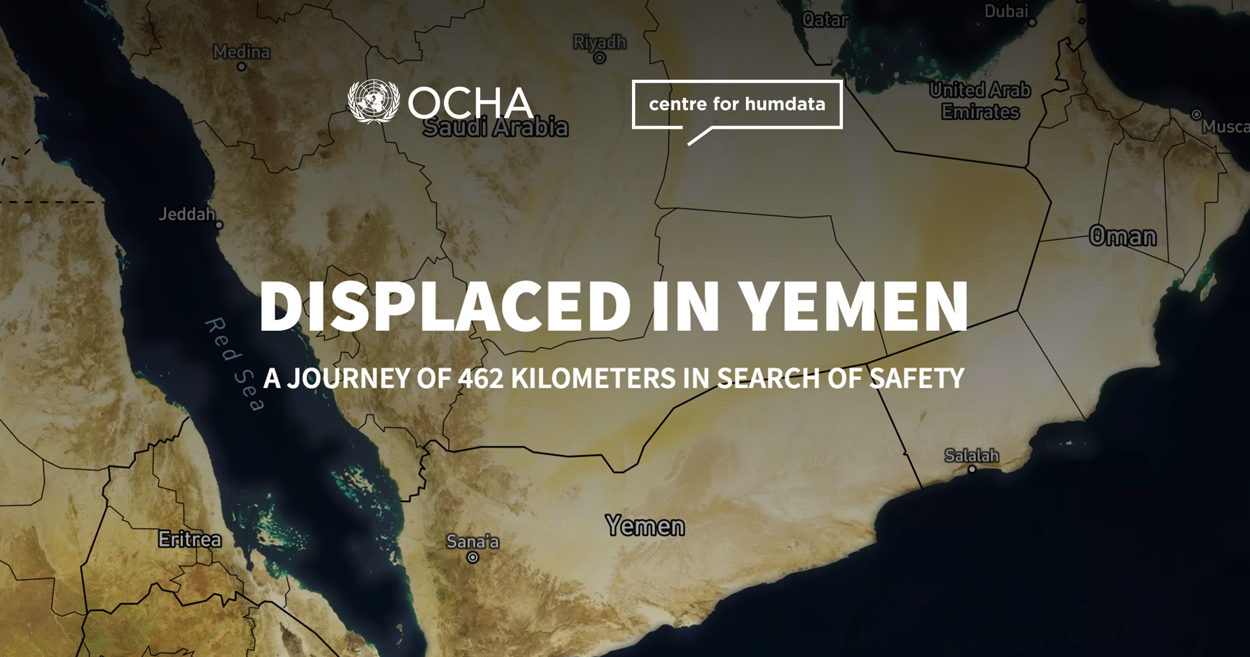 Qatar
Dubai
Medina
Riyadh
OCHA
centre for humdata
United Arab
Emirates
Saudi Arabia
Jeddah
Oman
DISPLACED IN YEMEN
Red Sea
A JOURNEY OF 462 KILOMETERS IN SEARCH OF SAFETY
Salalah
Yemen
Eritrea
Sana'a